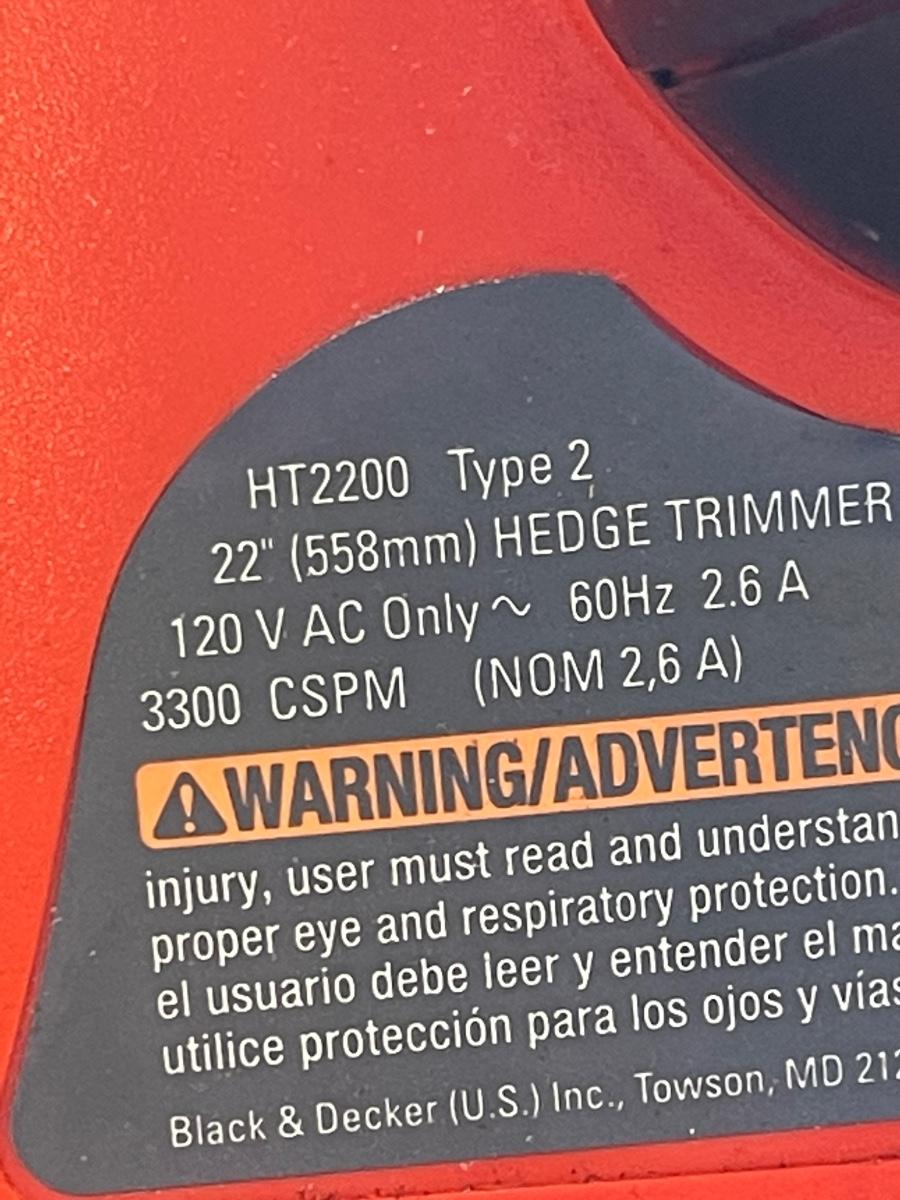 HT2200 Type 2
22" (558mm) HEDGE TRIMMER
120 V AC Only ~ 60Hz 2.6 A
3300 CSPM (NOM 2,6 A)
WARNING/ADVERTENC
injury, user must read and understan
proper eye and respiratory protection.
el usuario debe leer y entender el ma
utilice protección para los ojos y vías
Black & Decker (U.S.) Inc., Towson, MD 212